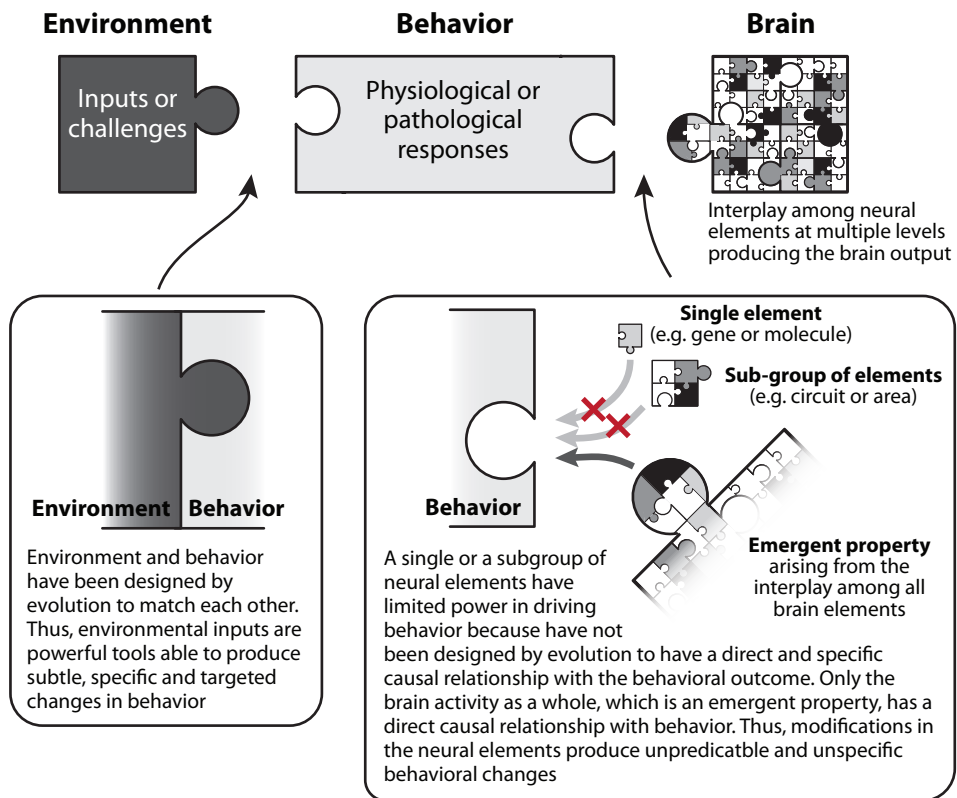 Environment
Behavior
Brain
Inputs or
challenges
Physiological or
pathological
responses
Interplay among neural
elements at multiple levels
producing the brain output
Environment
Behavior
Environment and behavior
have been designed by
evolution to match each other.
Thus, environmental inputs are
powerful tools able to produce
subtle, specific and targeted
changes in behavior
Single element
(e.g. gene or molecule)
Sub-group of elements
(e.g. circuit or area)
Behavior
Emergent property
arising from the
interplay among all
brain elements
A single or a subgroup of
neural elements have
limited power in driving
behavior because have not
been designed by evolution to have a direct and specific
causal relationship with the behavioral outcome. Only the
brain activity as a whole, which is an emergent property, has a
direct causal relationship with behavior. Thus, modifications in
the neural elements produce unpredicatble and unspecific
behavioral changes